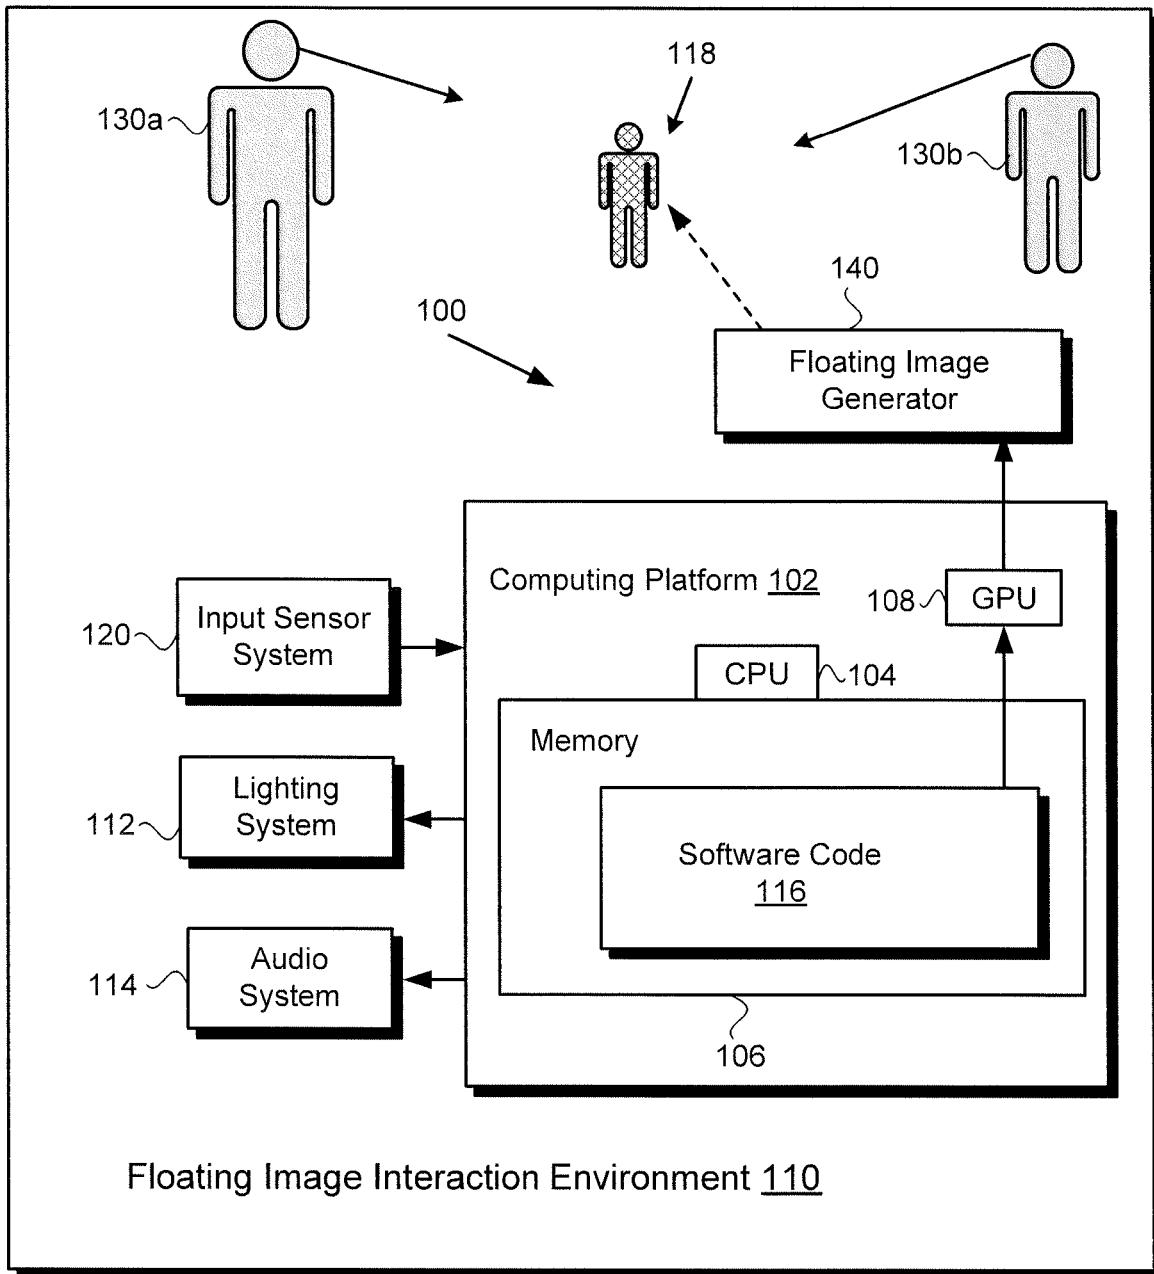 118
130a
130b
140
100
Floating Image
Generator
Computing Platform 102
108
GPU
Input Sensor
System
120
CPU
104
Memory
Lighting
System
112
Software Code
116
Audio
System
114
106
Floating Image Interaction Environment 110